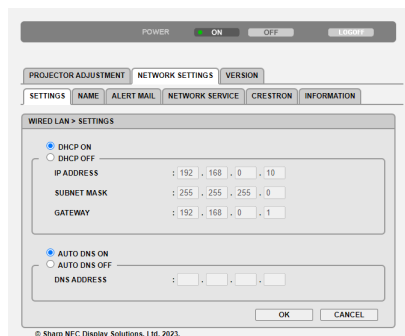 POWER ON OFF LOGOFF
PROJECTOR ADJUSTMENT NETWORK SETTINGS VERSION
SETTINGS NAME ALERT MAIL NETWORK SERVICE CRESTRON INFORMATION
WIRED LAN > SETTINGS
DHCP ON
DHCP OFF
IP ADDRESS : 192 . 168 . 0 . 10
SUBNET MASK : 255 . 255 . 255 . 0
GATEWAY : 192 . 168 . 0 . 1
AUTO DNS ON
AUTO DNS OFF
DNS ADDRESS : . . .
OK CANCEL
© Sharp NEC Display Solutions, Ltd. 2023.